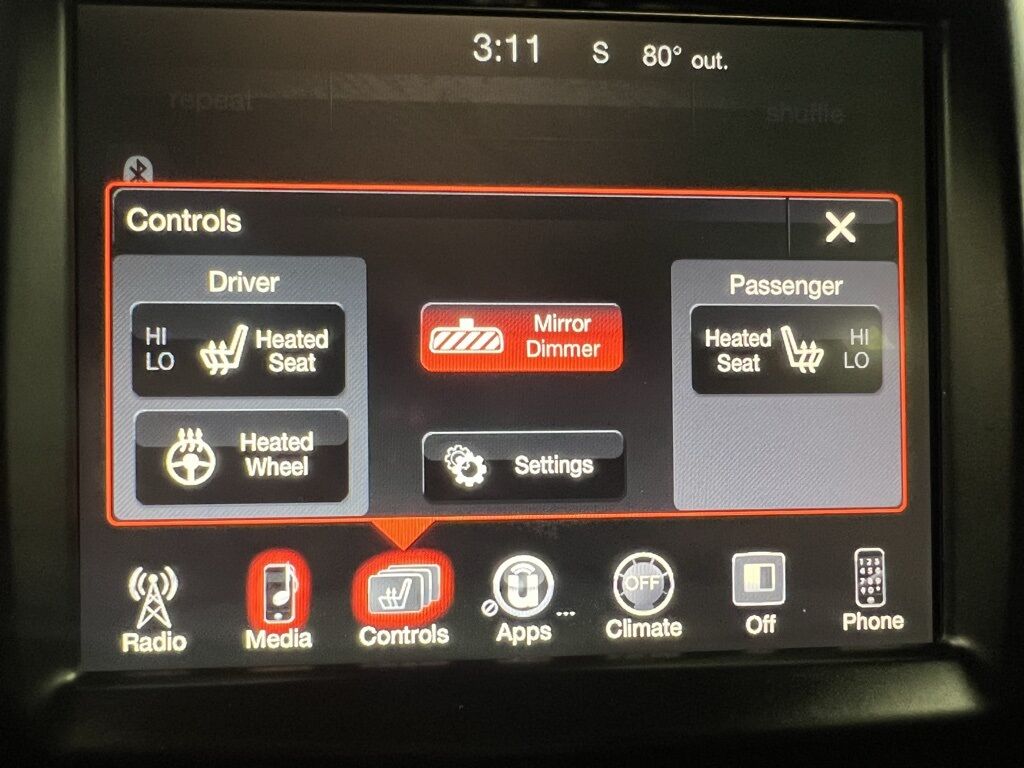 3:11 S 80° out.
repeat shuffle
Controls X
Driver
HI
LO
Heated
Seat
Heated
Wheel
Mirror
Dimmer
Settings
Passenger
Heated
Seat
HI
LO
Radio
Media
Controls
u
Apps
...
OFF
Climate
Off
Phone